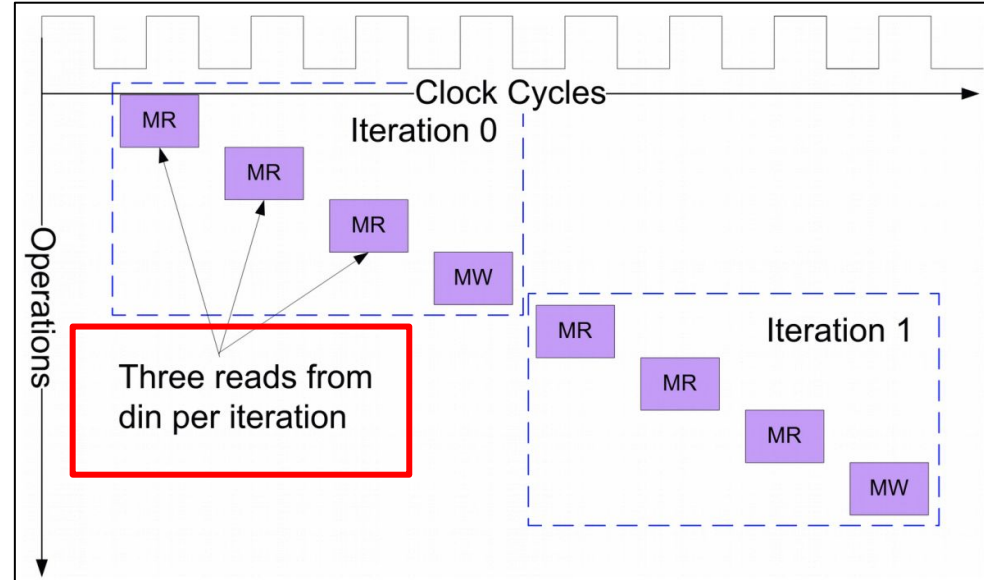 Clock Cycles
Iteration 0
MR
MR
MR
MW
Operations
Three reads from
din per iteration
MR
Iteration 1
MR
MR
MW